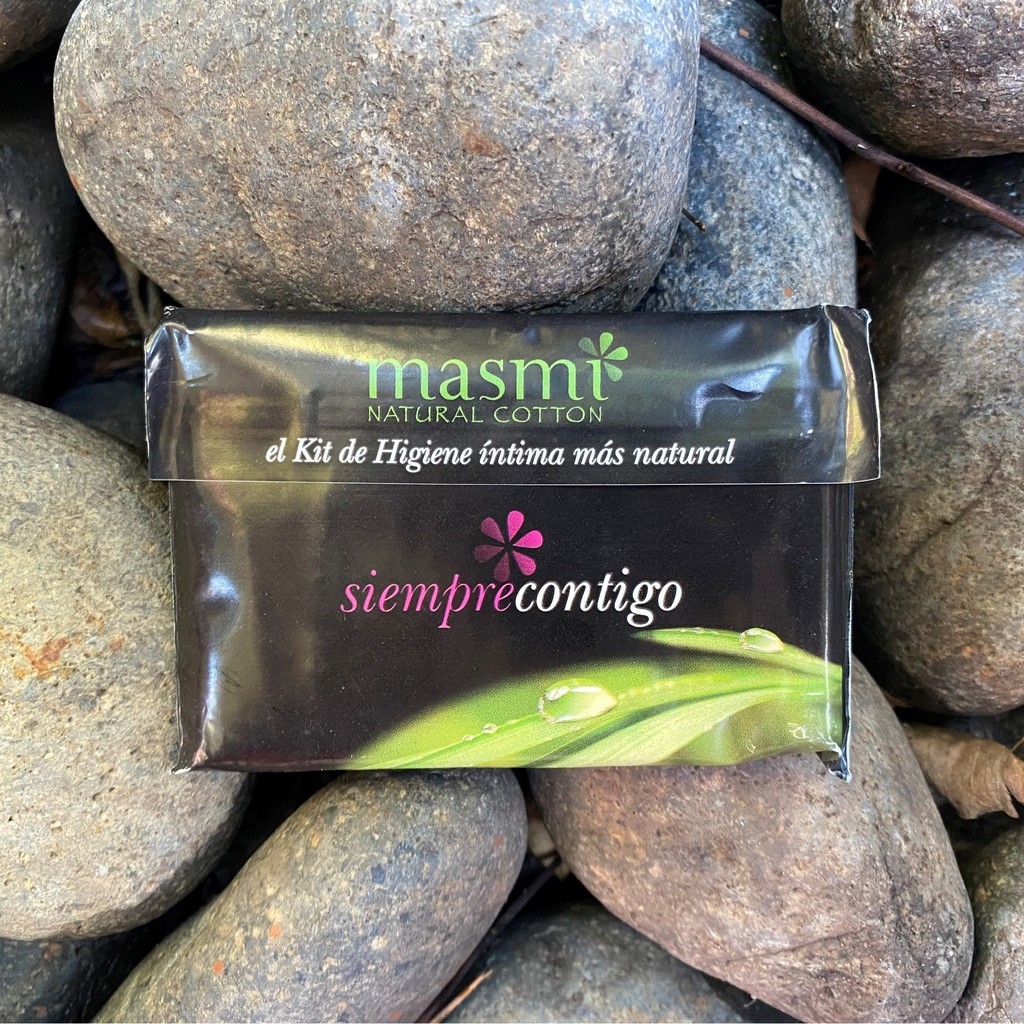 masmi
NATURAL COTTON
el Kit de Higiene íntima más natural
siemprecontigo